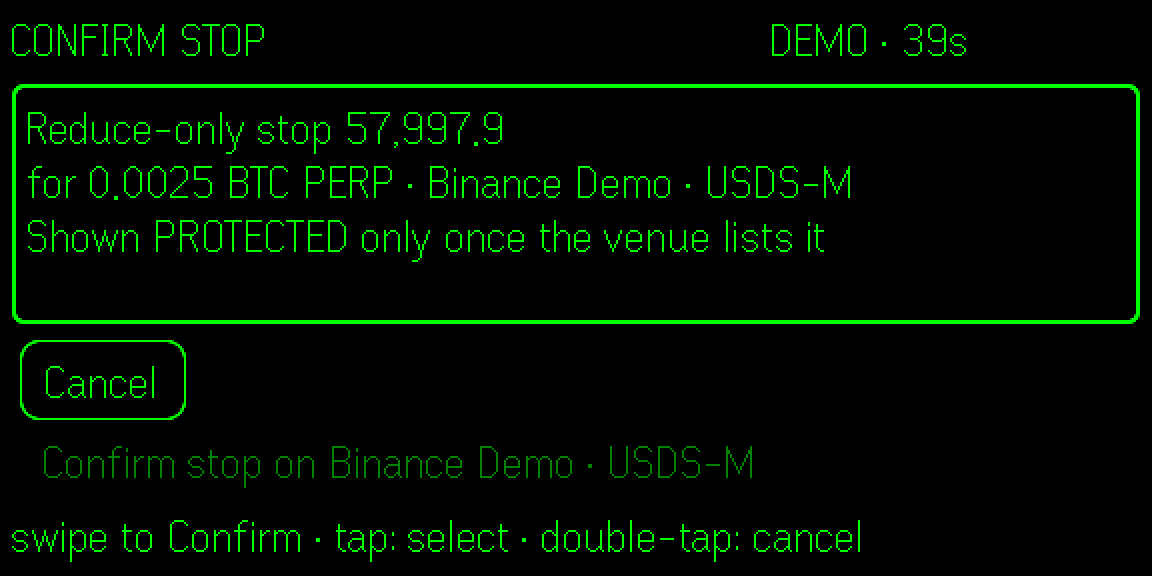 CONFIRM STOP DEMO · 39s
Reduce-only stop 57,997.9
for 0.0025 BTC PERP · Binance Demo · USDS-M
Shown PROTECTED only once the venue lists it
Cancel
Confirm stop on Binance Demo · USDS-M
swipe to Confirm · tap: select · double-tap: cancel